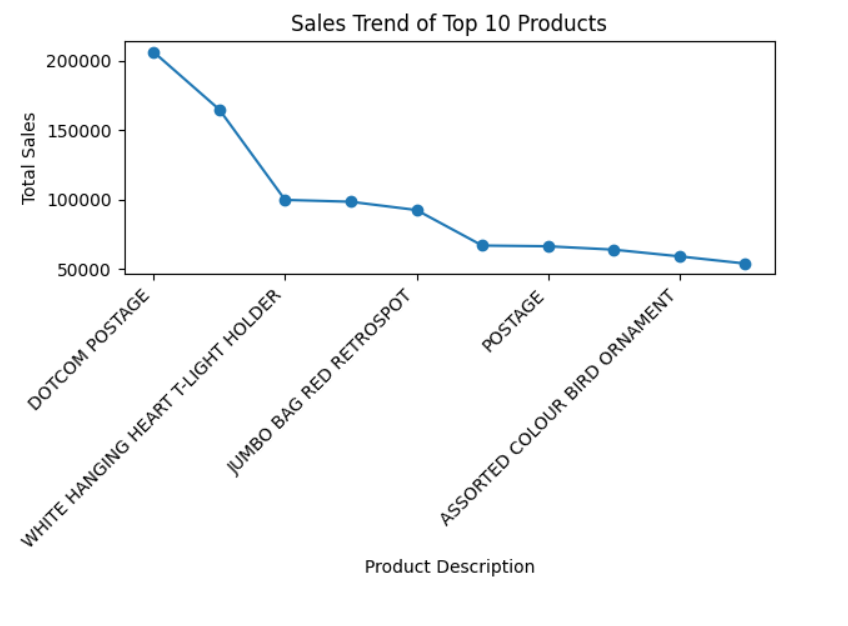 Sales Trend of Top 10 Products
Total Sales
200000
150000
100000
50000
DOTCOM POSTAGE
WHITE HANGING HEART T-LIGHT HOLDER
JUMBO BAG RED RETROSPOT
POSTAGE
ASSORTED COLOUR BIRD ORNAMENT
Product Description